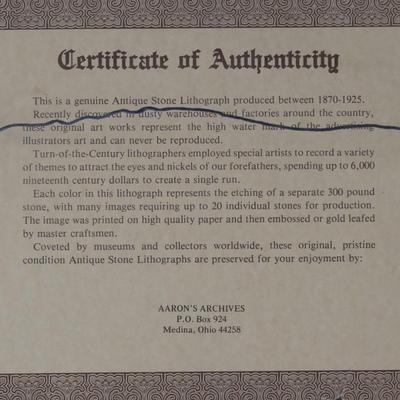 Certificate of Authenticity
This is a genuine Antique Stone Lithograph produced between 1870-1925.
Recently discovered in dusty warehouses and factories around the country,
these original art works represent the high water mark of the advertising
illustrators art and can never be reproduced.
Turn-of-the-Century lithographers employed special artists to record a variety
of themes to attract the eyes and nickels of our forefathers, spending up to 6,000
nineteenth century dollars to create a single run.
Each color in this lithograph represents the etching of a separate 300 pound
stone, with many images requiring up to 20 individual stones for production.
The image was printed on high quality paper and then embossed or gold leafed
by master craftsmen.
Coveted by museums and collectors worldwide, these original, pristine
condition Antique Stone Lithographs are preserved for your enjoyment by:
AARON'S ARCHIVES
P.O. Box 924
Medina, Ohio 44258